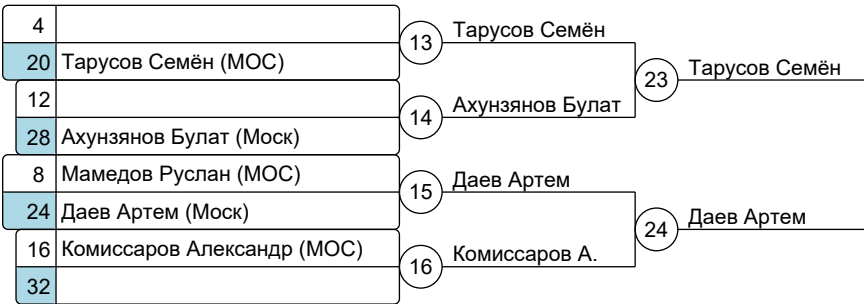 4
13
Тарусов Семён
20 Тарусов Семён (МОС)
23
Тарусов Семён
12
14
Ахунзянов Булат
28 Ахунзянов Булат (Моск)
8 Мамедов Руслан (МОС)
15
Даев Артем
24 Даев Артем (Моск)
24
Даев Артем
16 Комиссаров Александр (МОС)
16
Комиссаров А.
32